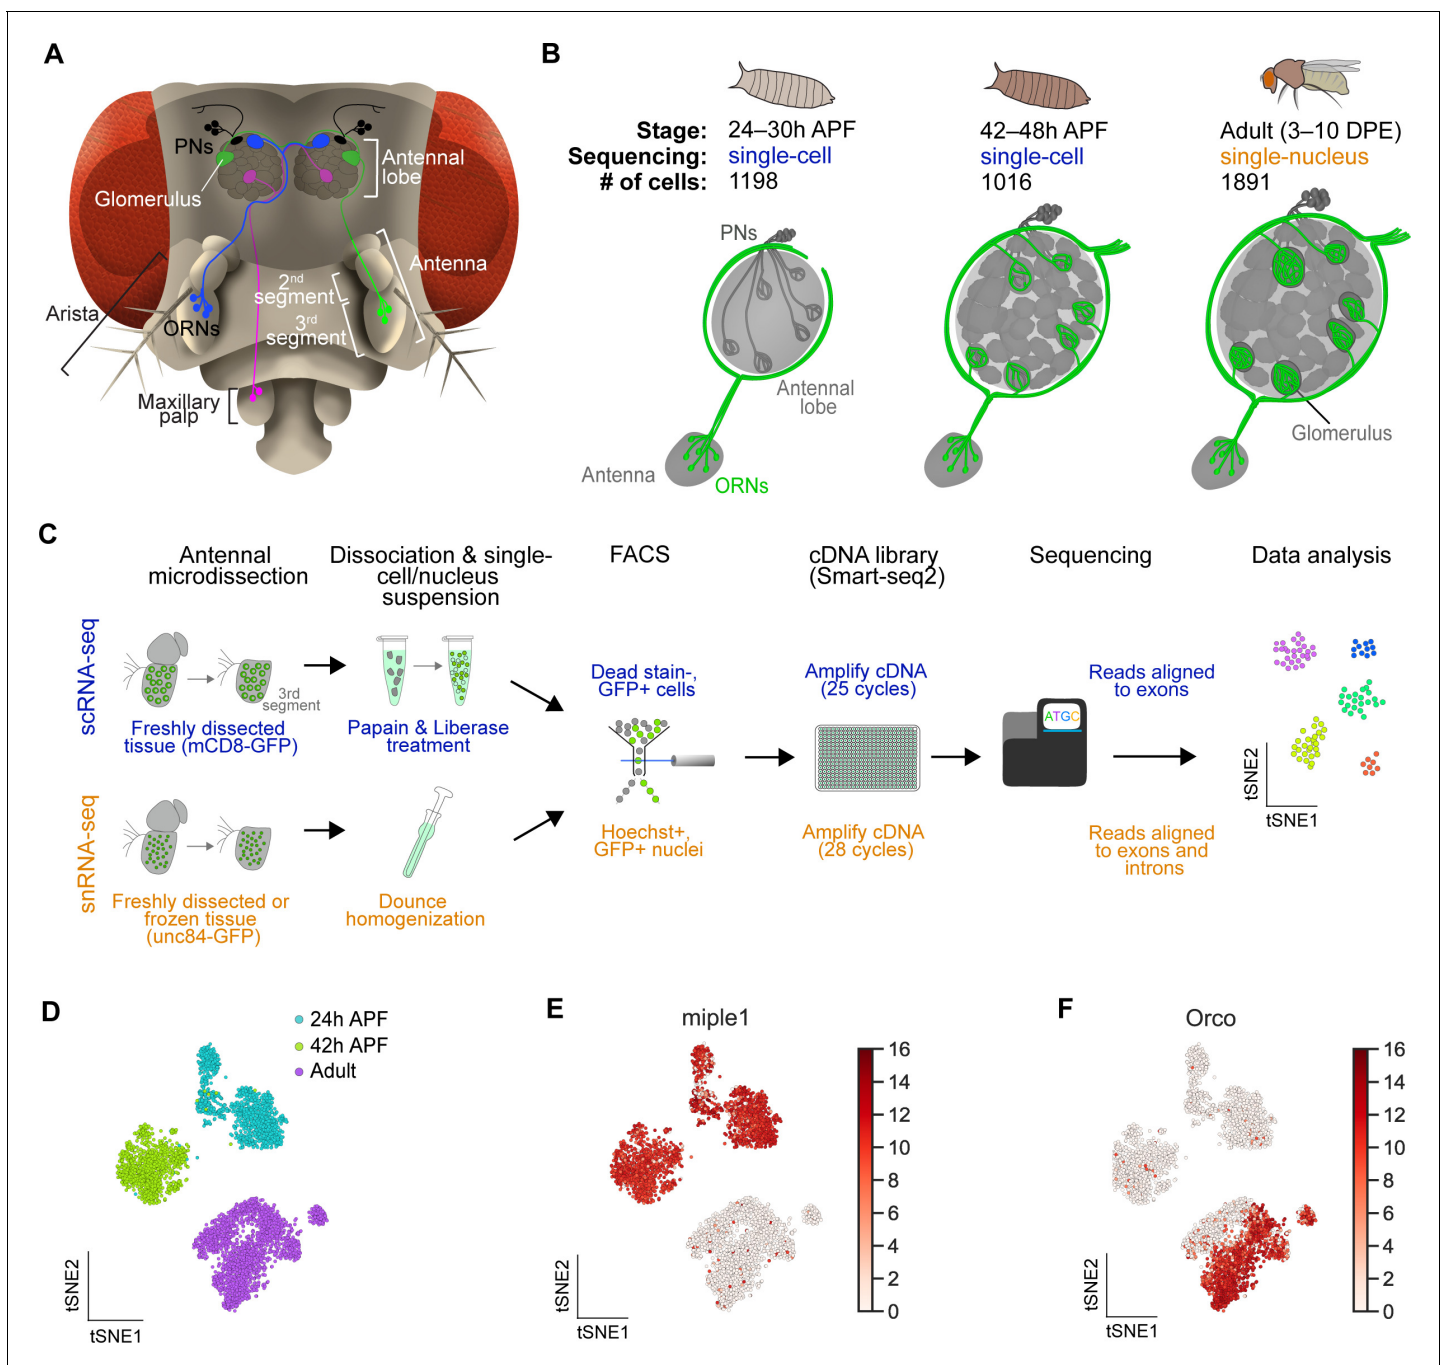 A
PNs
Glomerulus
Antennal
lobe
Antenna
2nd
segment
3rd
segment
Arista
ORNs
Maxillary
palp
B
Stage: 24–30h APF 42–48h APF Adult (3–10 DPE)
Sequencing: single-cell single-cell single-nucleus
# of cells: 1198 1016 1891
PNs
Antennal
lobe
Antenna
ORNs
Glomerulus
C
Antennal
microdissection
Dissociation & single-
cell/nucleus
suspension
FACS
cDNA library
(Smart-seq2)
Sequencing
Data analysis
scRNA-seq
3rd
segment
Freshly dissected
tissue (mCD8-GFP)
Papain & Liberase
treatment
Dead stain-,
GFP+ cells
Amplify cDNA
(25 cycles)
ATGC
Reads aligned
to exons
tSNE2
tSNE1
snRNA-seq
Freshly dissected or
frozen tissue
(unc84-GFP)
Dounce
homogenization
Hoechst+,
GFP+ nuclei
Amplify cDNA
(28 cycles)
Reads aligned
to exons and
introns
D
24h APF
42h APF
Adult
tSNE2
tSNE1
E
miple1
16
14
12
10
8
6
4
2
0
tSNE2
tSNE1
F
Orco
16
14
12
10
8
6
4
2
0
tSNE2
tSNE1